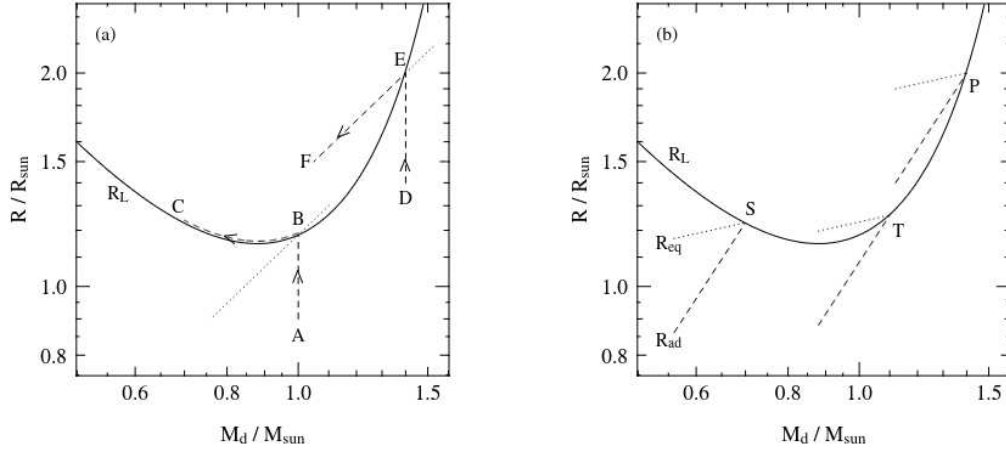 (a)
E
2.0
R / R_sun
1.5
F
R_L
D
C
B
1.0
A
0.8
0.6
0.8
1.0
1.5
M_d / M_sun
(b)
2.0
P
R / R_sun
1.5
R_L
S
T
R_eq
1.0
R_ad
0.8
0.6
0.8
1.0
1.5
M_d / M_sun